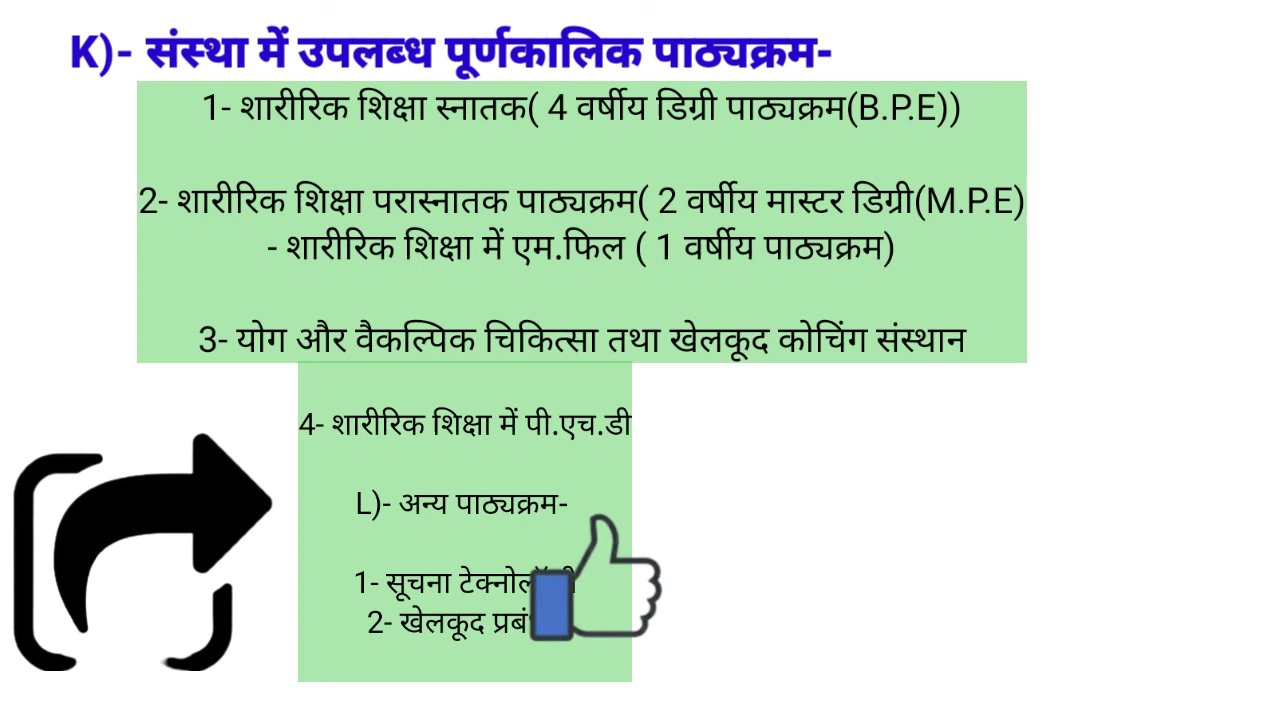 K)- संस्था में उपलब्ध पूर्णकालिक पाठ्यक्रम-
1- शारीरिक शिक्षा स्नातक( 4 वर्षीय डिग्री पाठ्यक्रम(B.P.E))
2- शारीरिक शिक्षा परास्नातक पाठ्यक्रम( 2 वर्षीय मास्टर डिग्री(M.P.E)
- शारीरिक शिक्षा में एम.फिल ( 1 वर्षीय पाठ्यक्रम)
3- योग और वैकल्पिक चिकित्सा तथा खेलकूद कोचिंग संस्थान
4- शारीरिक शिक्षा में पी.एच.डी
L)- अन्य पाठ्यक्रम-
1- सूचना
2- खेलकूद